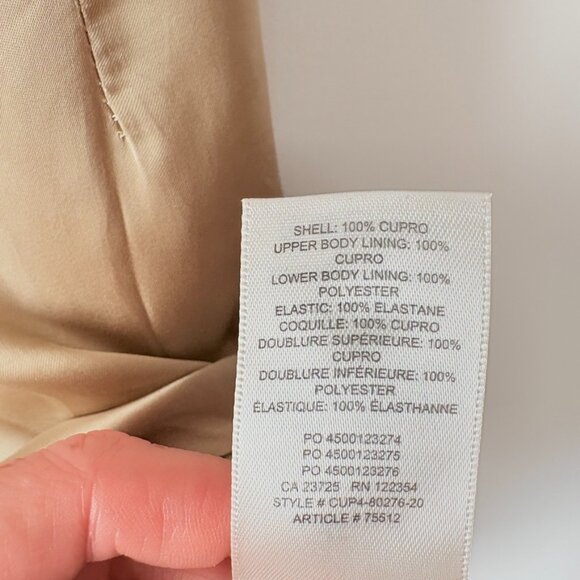 SHELL: 100% CUPRO
UPPER BODY LINING: 100%
CUPRO
LOWER BODY LINING: 100%
POLYESTER
ELASTIC: 100% ELASTANE
COQUILLE: 100% CUPRO
DOUBLURE SUPÉRIEURE: 100%
CUPRO
DOUBLURE INFÉRIEURE: 100%
POLYESTER
ÉLASTIQUE: 100% ÉLASTHANNE
PO 4500123274
PO 4500123275
PO 4500123276
CA 23725 RN 122354
STYLE # CUP4-80276-20
ARTICLE # 75512